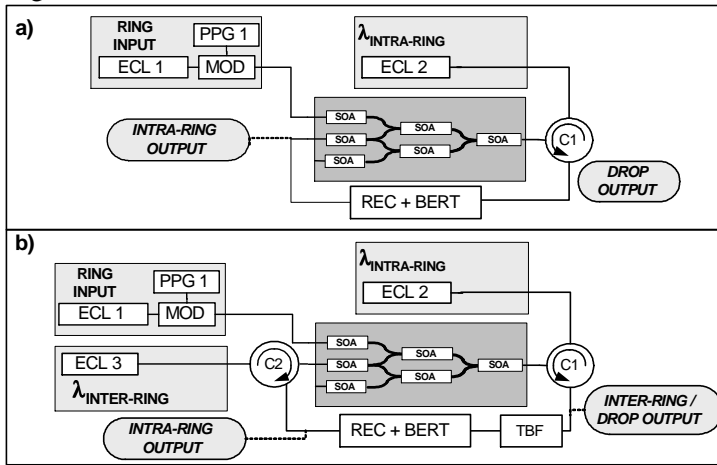 a)
RING
INPUT
PPG 1
ECL 1
MOD
λINTRA-RING
ECL 2
SOA
SOA
SOA
SOA
SOA
SOA
C1
INTRA-RING
OUTPUT
DROP
OUTPUT
REC + BERT
b)
RING
INPUT
PPG 1
ECL 1
MOD
λINTRA-RING
ECL 2
ECL 3
λINTER-RING
C2
SOA
SOA
SOA
SOA
SOA
SOA
C1
INTRA-RING
OUTPUT
REC + BERT
TBF
INTER-RING /
DROP OUTPUT